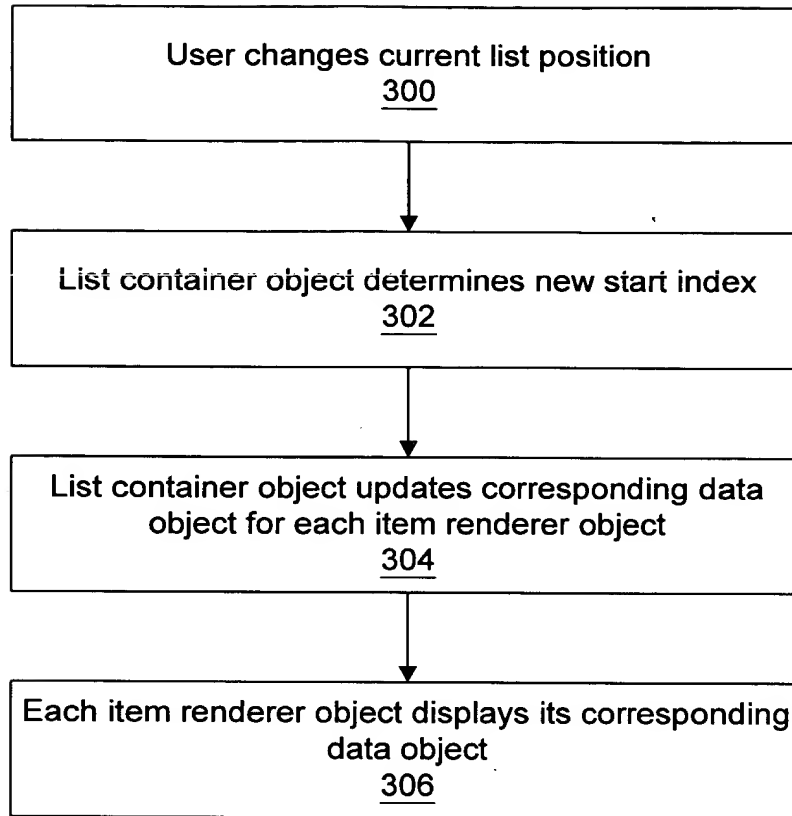 User changes current list position
300
List container object determines new start index
302
List container object updates corresponding data
object for each item renderer object
304
Each item renderer object displays its corresponding
data object
306